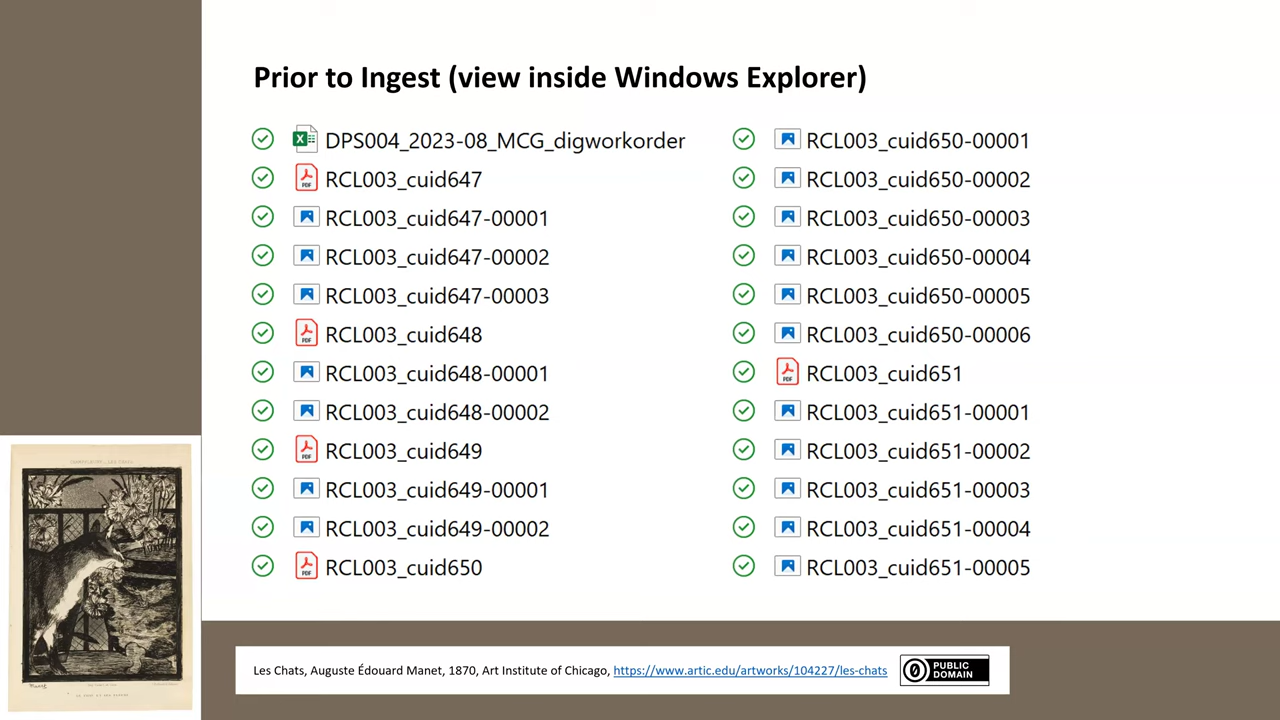 Prior to Ingest (view inside Windows Explorer)
DPS004_2023-08_MCG_digworkorder
RCL003_cuid647
RCL003_cuid647-00001
RCL003_cuid647-00002
RCL003_cuid647-00003
RCL003_cuid648
RCL003_cuid648-00001
RCL003_cuid648-00002
RCL003_cuid649
RCL003_cuid649-00001
RCL003_cuid649-00002
RCL003_cuid650
RCL003_cuid650-00001
RCL003_cuid650-00002
RCL003_cuid650-00003
RCL003_cuid650-00004
RCL003_cuid650-00005
RCL003_cuid650-00006
RCL003_cuid651
RCL003_cuid651-00001
RCL003_cuid651-00002
RCL003_cuid651-00003
RCL003_cuid651-00004
RCL003_cuid651-00005
Les Chats, Auguste Édouard Manet, 1870, Art Institute of Chicago, https://www.artic.edu/artworks/104227/les-chats
PUBLIC
DOMAIN